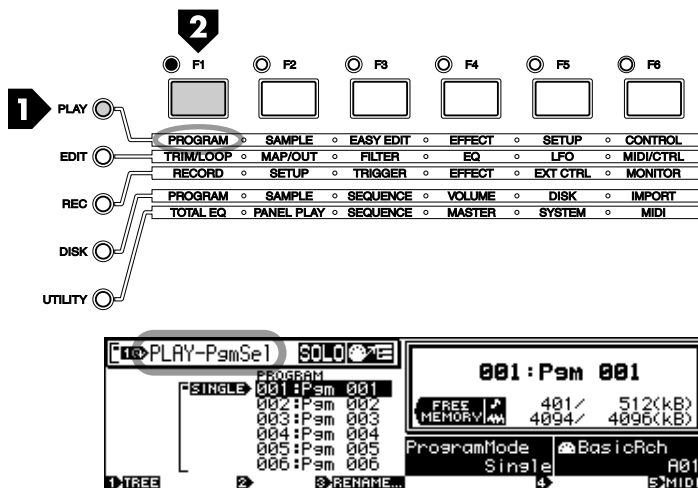 2
F1 F2 F3 F4 F5 F6
1
PLAY
PROGRAM SAMPLE EASY EDIT EFFECT SETUP CONTROL
EDIT
TRIM/LOOP MAP/OUT FILTER EQ LFO MIDI/CTRL
RECORD SETUP TRIGGER EFFECT EXT CTRL MONITOR
REC
PROGRAM SAMPLE SEQUENCE VOLUME DISK IMPORT
TOTAL EQ PANEL PLAY SEQUENCE MASTER SYSTEM MIDI
DISK
UTILITY
PLAY-PgmSel SOLO
PROGRAM
SINGLE 001:Pgm 001
002:Pgm 002
003:Pgm 003
004:Pgm 004
005:Pgm 005
006:Pgm 006
1 TREE 2 3 RENAME...
001:Pgm 001
FREE MEMORY 401/ 512(kB)
4094/ 4096(kB)
ProgramMode BasicRch
Single A01
4 5 MID